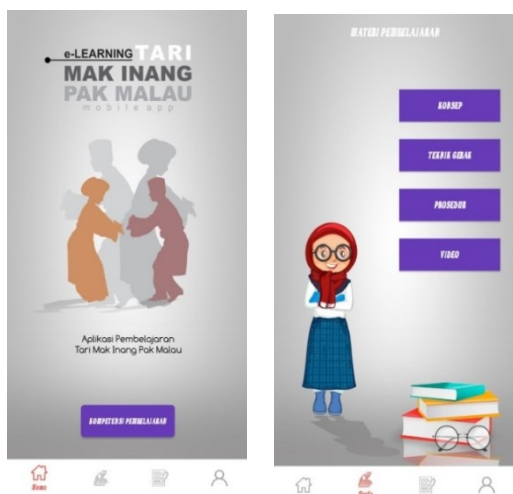 e-LEARNING TARI
MAK INANG
PAK MALAU
mobile app
Aplikasi Pembelajaran
Tari Mak Inang Pak Malau
KOMPETENSI PEMBELAJARAN
Home
MATERI PEMBELAJARAN
KONSEP
TEKNIK GERAK
PROSEDUR
VIDEO